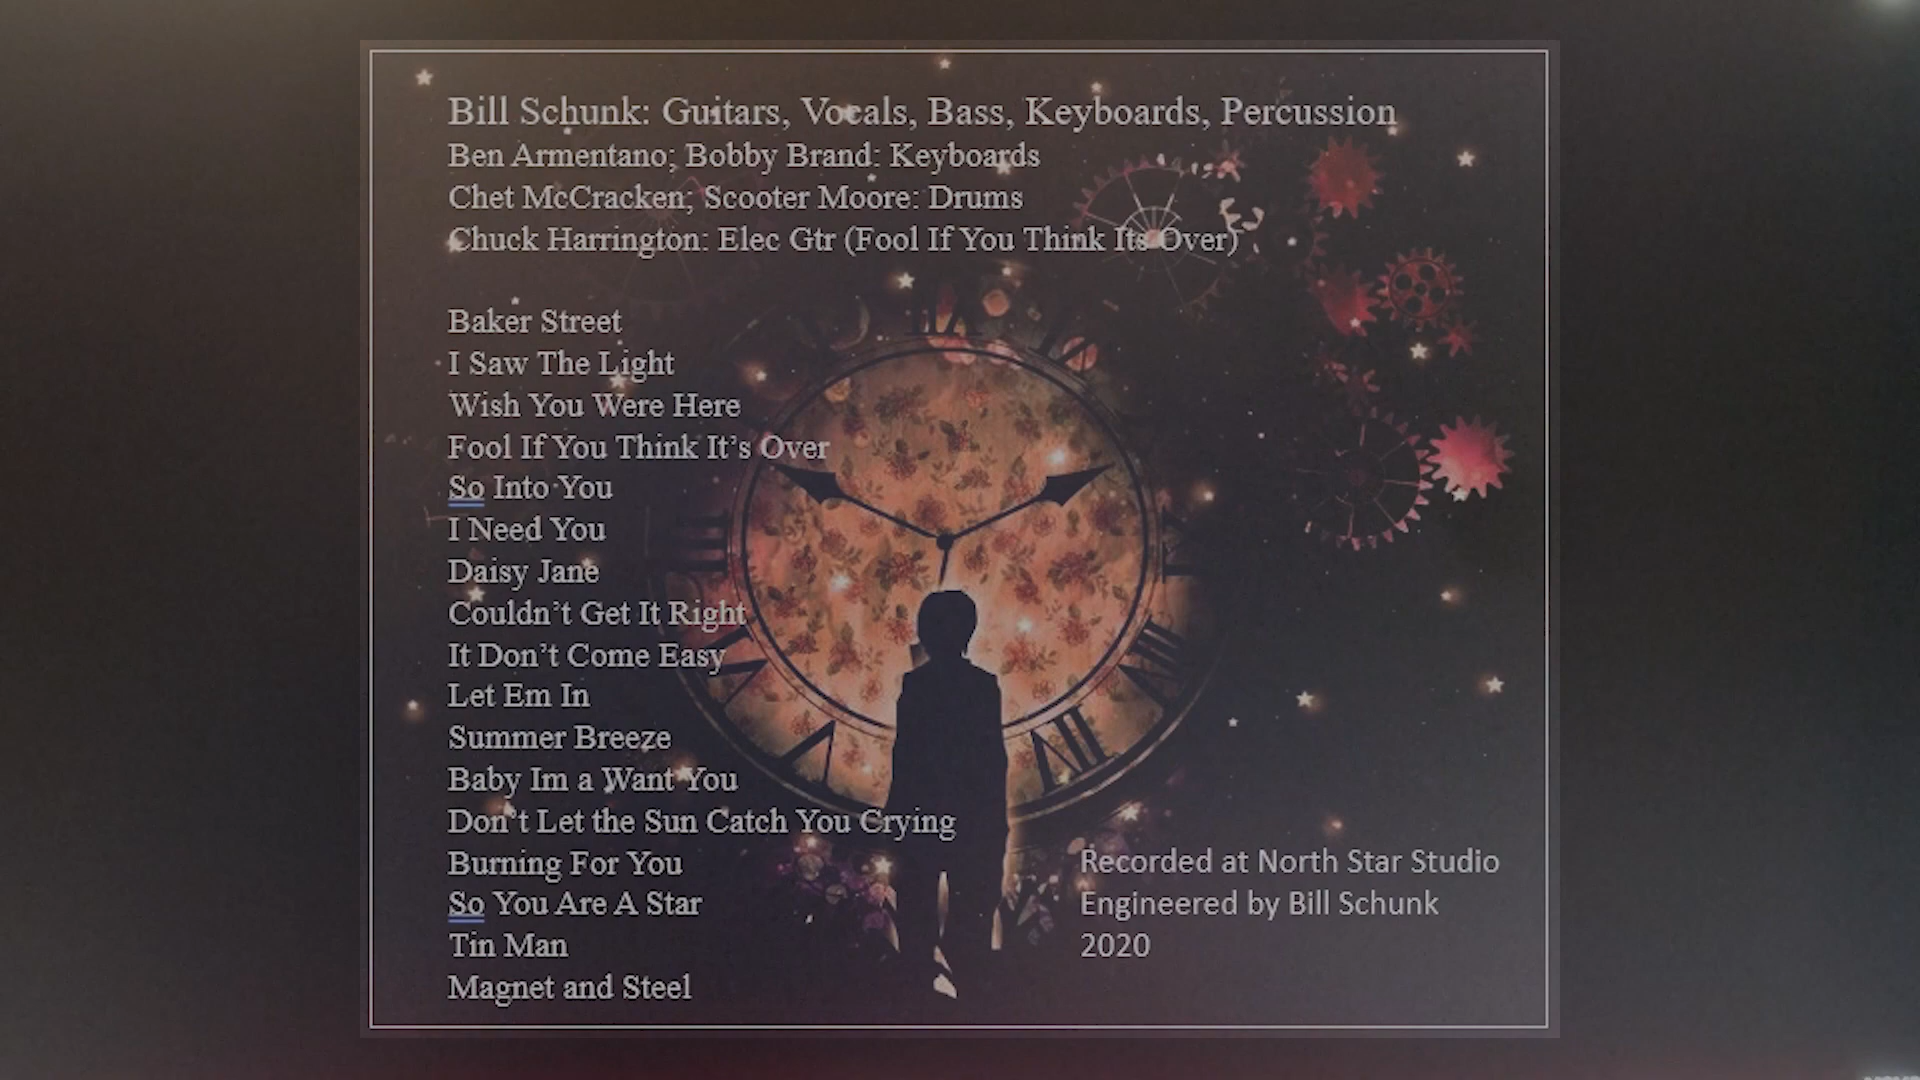 Bill Schunk: Guitars, Vocals, Bass, Keyboards, Percussion
Ben Armentano; Bobby Brand: Keyboards
Chet McCracken; Scooter Moore: Drums
Chuck Harrington: Elec Gtr (Fool If You Think Its Over)
Baker Street
I Saw The Light
Wish You Were Here
Fool If You Think It’s Over
So Into You
I Need You
Daisy Jane
Couldn’t Get It Right
It Don’t Come Easy
Let Em In
Summer Breeze
Baby Im a Want You
Don’t Let the Sun Catch You Crying
Burning For You
So You Are A Star
Tin Man
Magnet and Steel
Recorded at North Star Studio
Engineered by Bill Schunk
2020